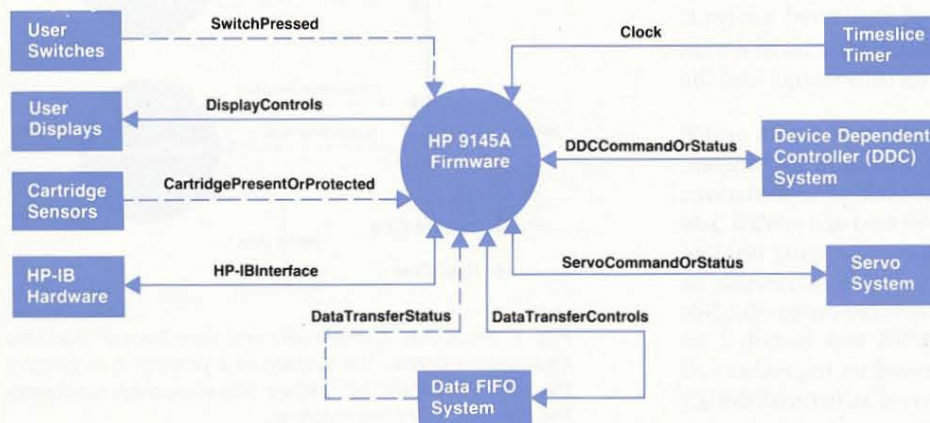 User
Switches
SwitchPressed
Clock
Timeslice
Timer
User
Displays
DisplayControls
HP 9145A
Firmware
DDCCommandOrStatus
Device Dependent
Controller (DDC)
System
Cartridge
Sensors
CartridgePresentOrProtected
HP-IB
Hardware
HP-IBInterface
ServoCommandOrStatus
Servo
System
DataTransferStatus
DataTransferControls
Data FIFO
System